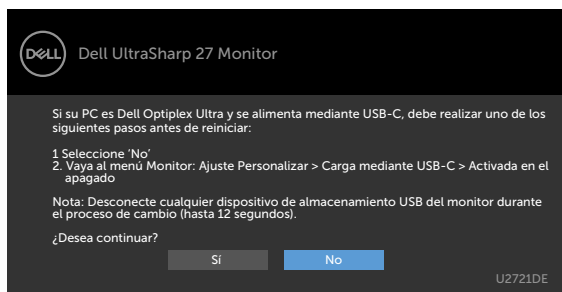 DELL
Dell UltraSharp 27 Monitor
Si su PC es Dell Optiplex Ultra y se alimenta mediante USB-C, debe realizar uno de los
siguientes pasos antes de reiniciar:
1 Seleccione 'No'
2. Vaya al menú Monitor: Ajuste Personalizar > Carga mediante USB-C > Activada en el
apagado
Nota: Desconecte cualquier dispositivo de almacenamiento USB del monitor durante
el proceso de cambio (hasta 12 segundos).
¿Desea continuar?
Sí
No
U2721DE